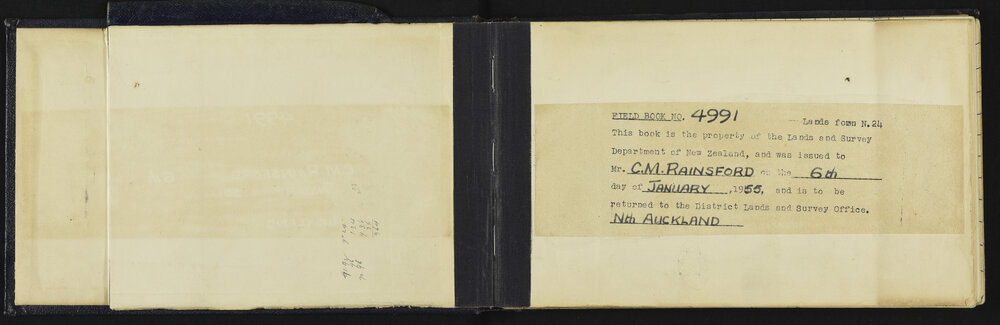 FIELD BOOK NO. 4991
Lands form N.24
This book is the property of the Lands and Survey
Department of New Zealand, and was issued to
Mr. C.M. RAINSFORD on the 6th
day of JANUARY ,1955, and is to be
returned to the District Lands and Survey Office.
Nth AUCKLAND